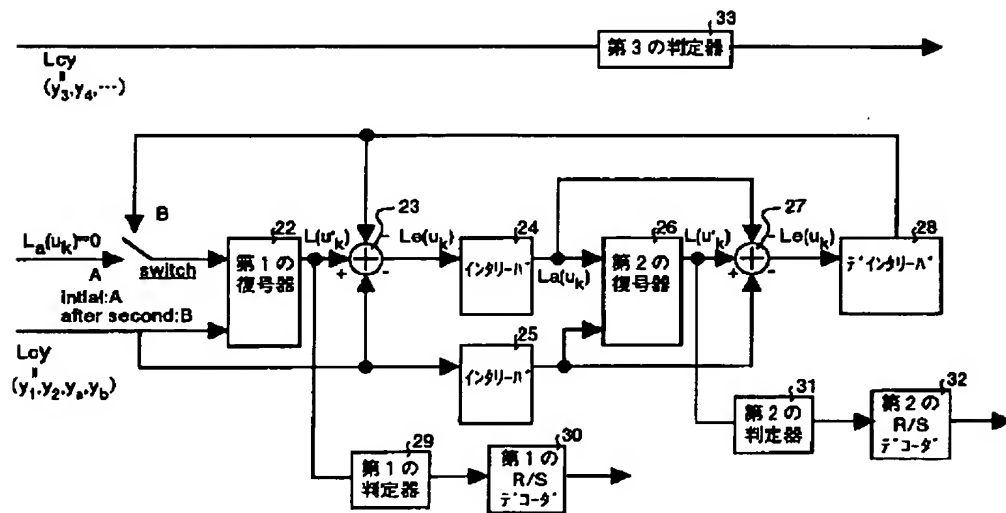 33
第3の判定器
Lcy
॥
(y3,y4,···)
B
La(uk)=0
A
switch
intial:A
after second:B
Lcy
॥
(y1,y2,ya,yb)
22
第1の
復号器
L(u'k)
+
-
-
23
Le(uk)
24
インタリーバ
La(uk)
25
インタリーバ
26
第2の
復号器
L(u'k)
+
-
-
27
Le(uk)
28
デインタリーバ
29
第1の
判定器
30
第1の
R/S
デコーダ
31
第2の
判定器
32
第2の
R/S
デコーダ